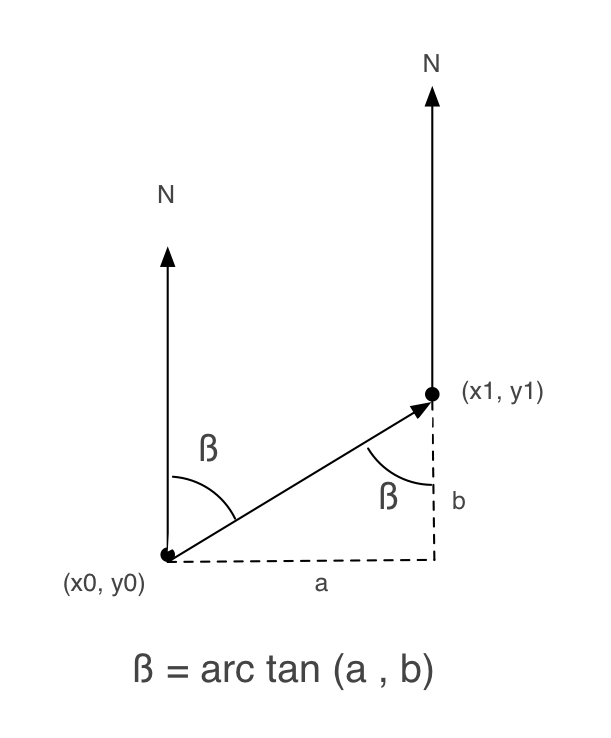 N
N
ß
(x1, y1)
ß
b
(x0, y0)
a
ß = arc tan (a , b)